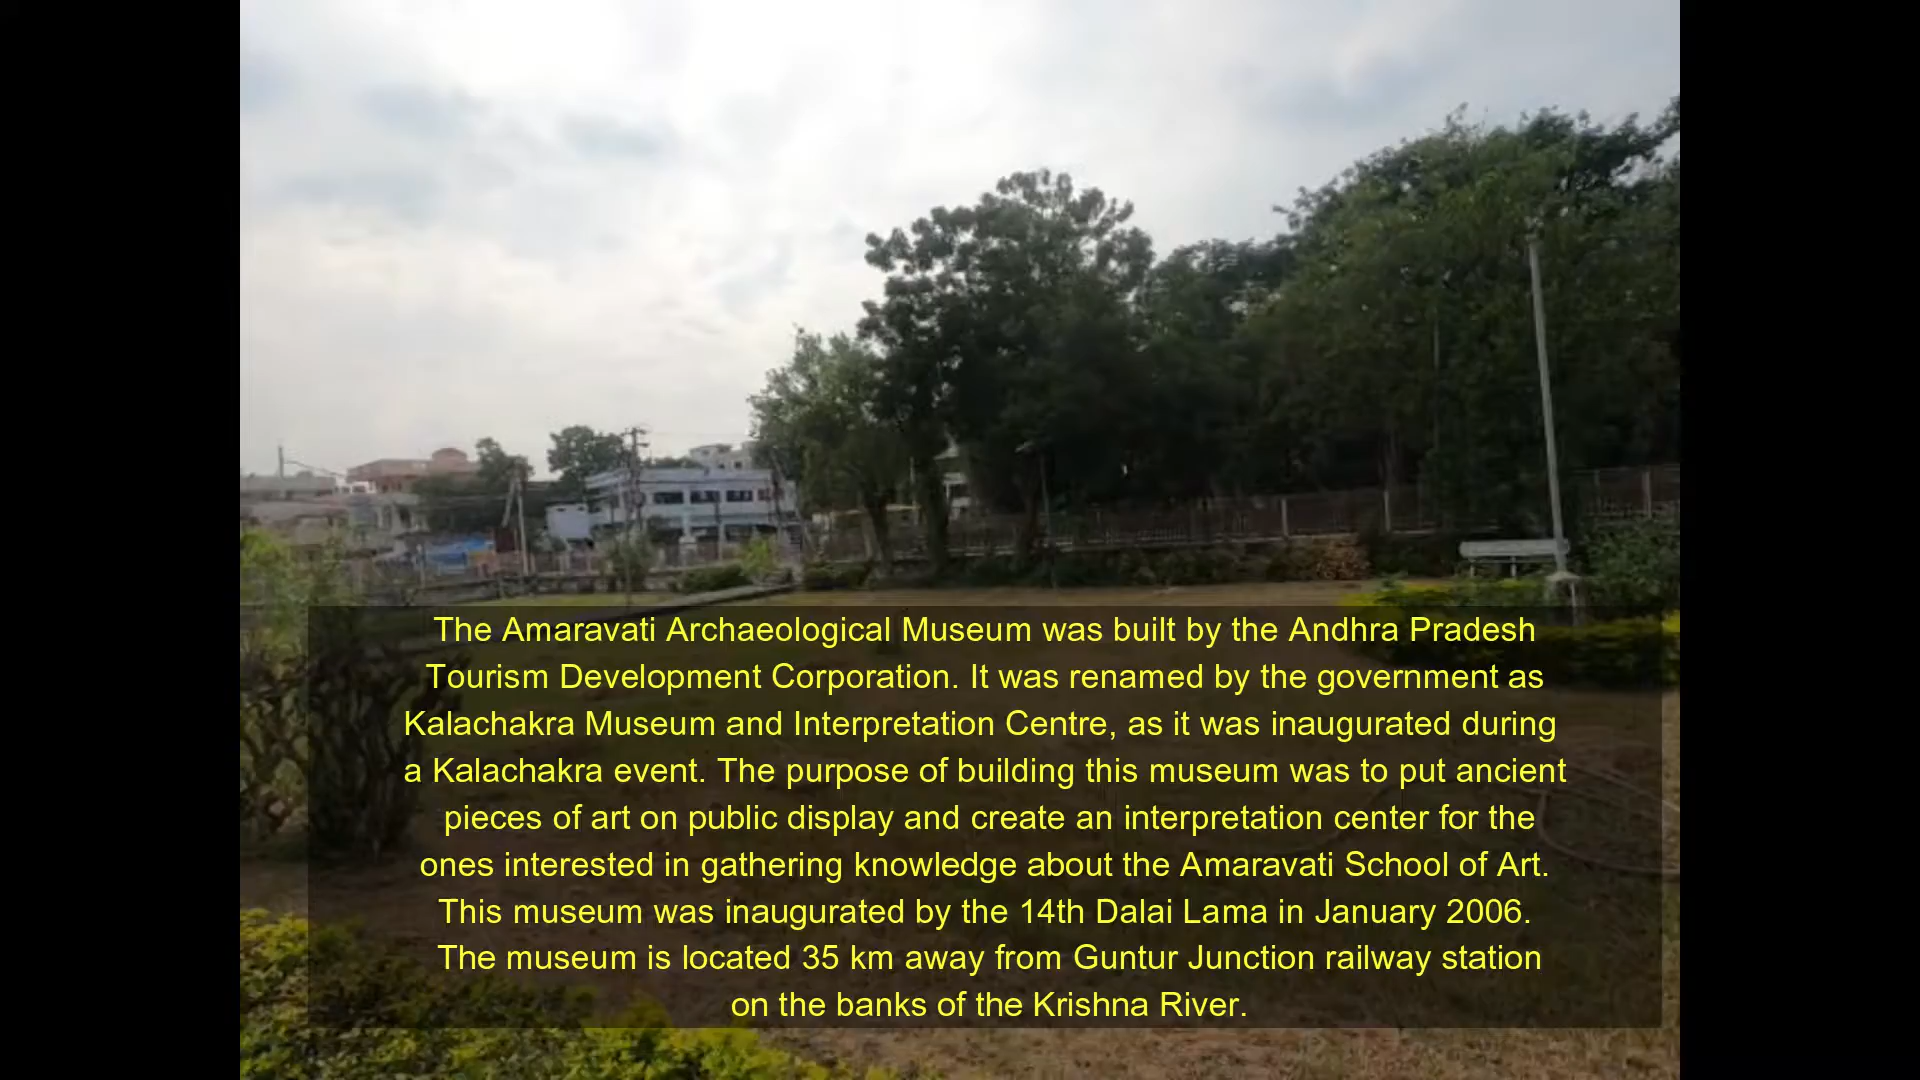 The Amaravati Archaeological Museum was built by the Andhra Pradesh
Tourism Development Corporation. It was renamed by the government as
Kalachakra Museum and Interpretation Centre, as it was inaugurated during
a Kalachakra event. The purpose of building this museum was to put ancient
pieces of art on public display and create an interpretation center for the
ones interested in gathering knowledge about the Amaravati School of Art.
This museum was inaugurated by the 14th Dalai Lama in January 2006.
The museum is located 35 km away from Guntur Junction railway station
on the banks of the Krishna River.